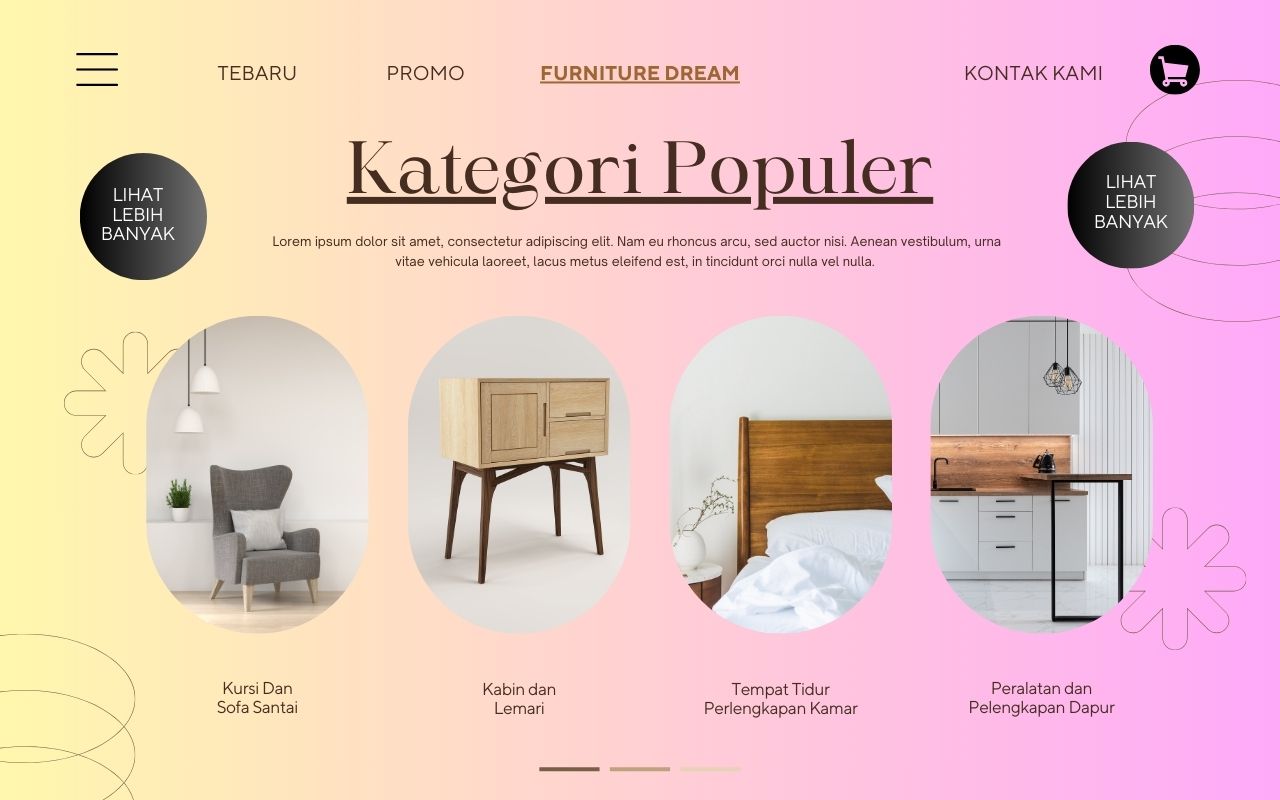 TEBARU
PROMO
FURNITURE DREAM
KONTAK KAMI
Kategori Populer
LIHAT
LEBIH
BANYAK
LIHAT
LEBIH
BANYAK
Lorem ipsum dolor sit amet, consectetur adipiscing elit. Nam eu rhoncus arcu, sed auctor nisi. Aenean vestibulum, urna
vitae vehicula laoreet, lacus metus eleifend est, in tincidunt orci nulla vel nulla.
Kursi Dan
Sofa Santai
Kabin dan
Lemari
Tempat Tidur
Perlengkapan Kamar
Peralatan dan
Pelengkapan Dapur